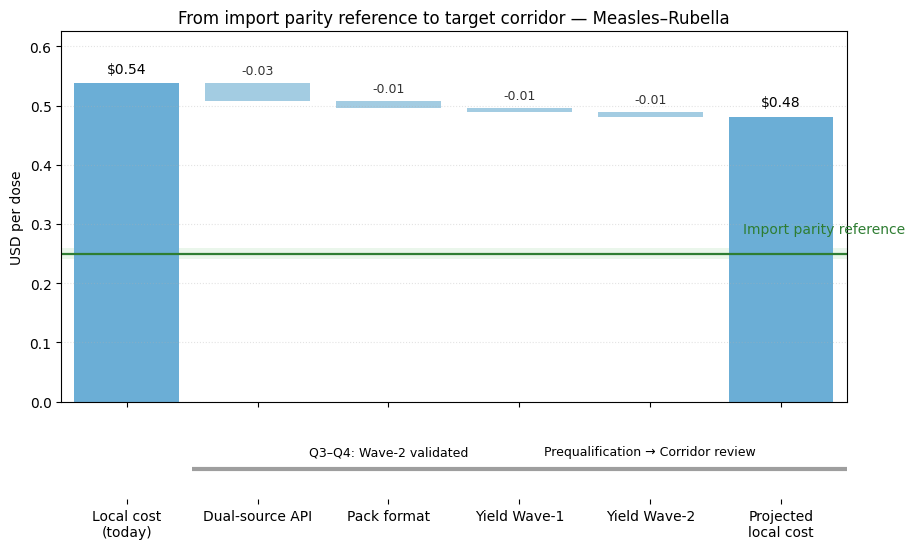 From import parity reference to target corridor — Measles–Rubella
USD per dose
0.6
0.5
0.4
0.3
0.2
0.1
0.0
$0.54
-0.03
-0.01
-0.01
-0.01
$0.48
Import parity reference
Q3–Q4: Wave-2 validated
Prequalification → Corridor review
Local cost
(today)
Dual-source API
Pack format
Yield Wave-1
Yield Wave-2
Projected
local cost